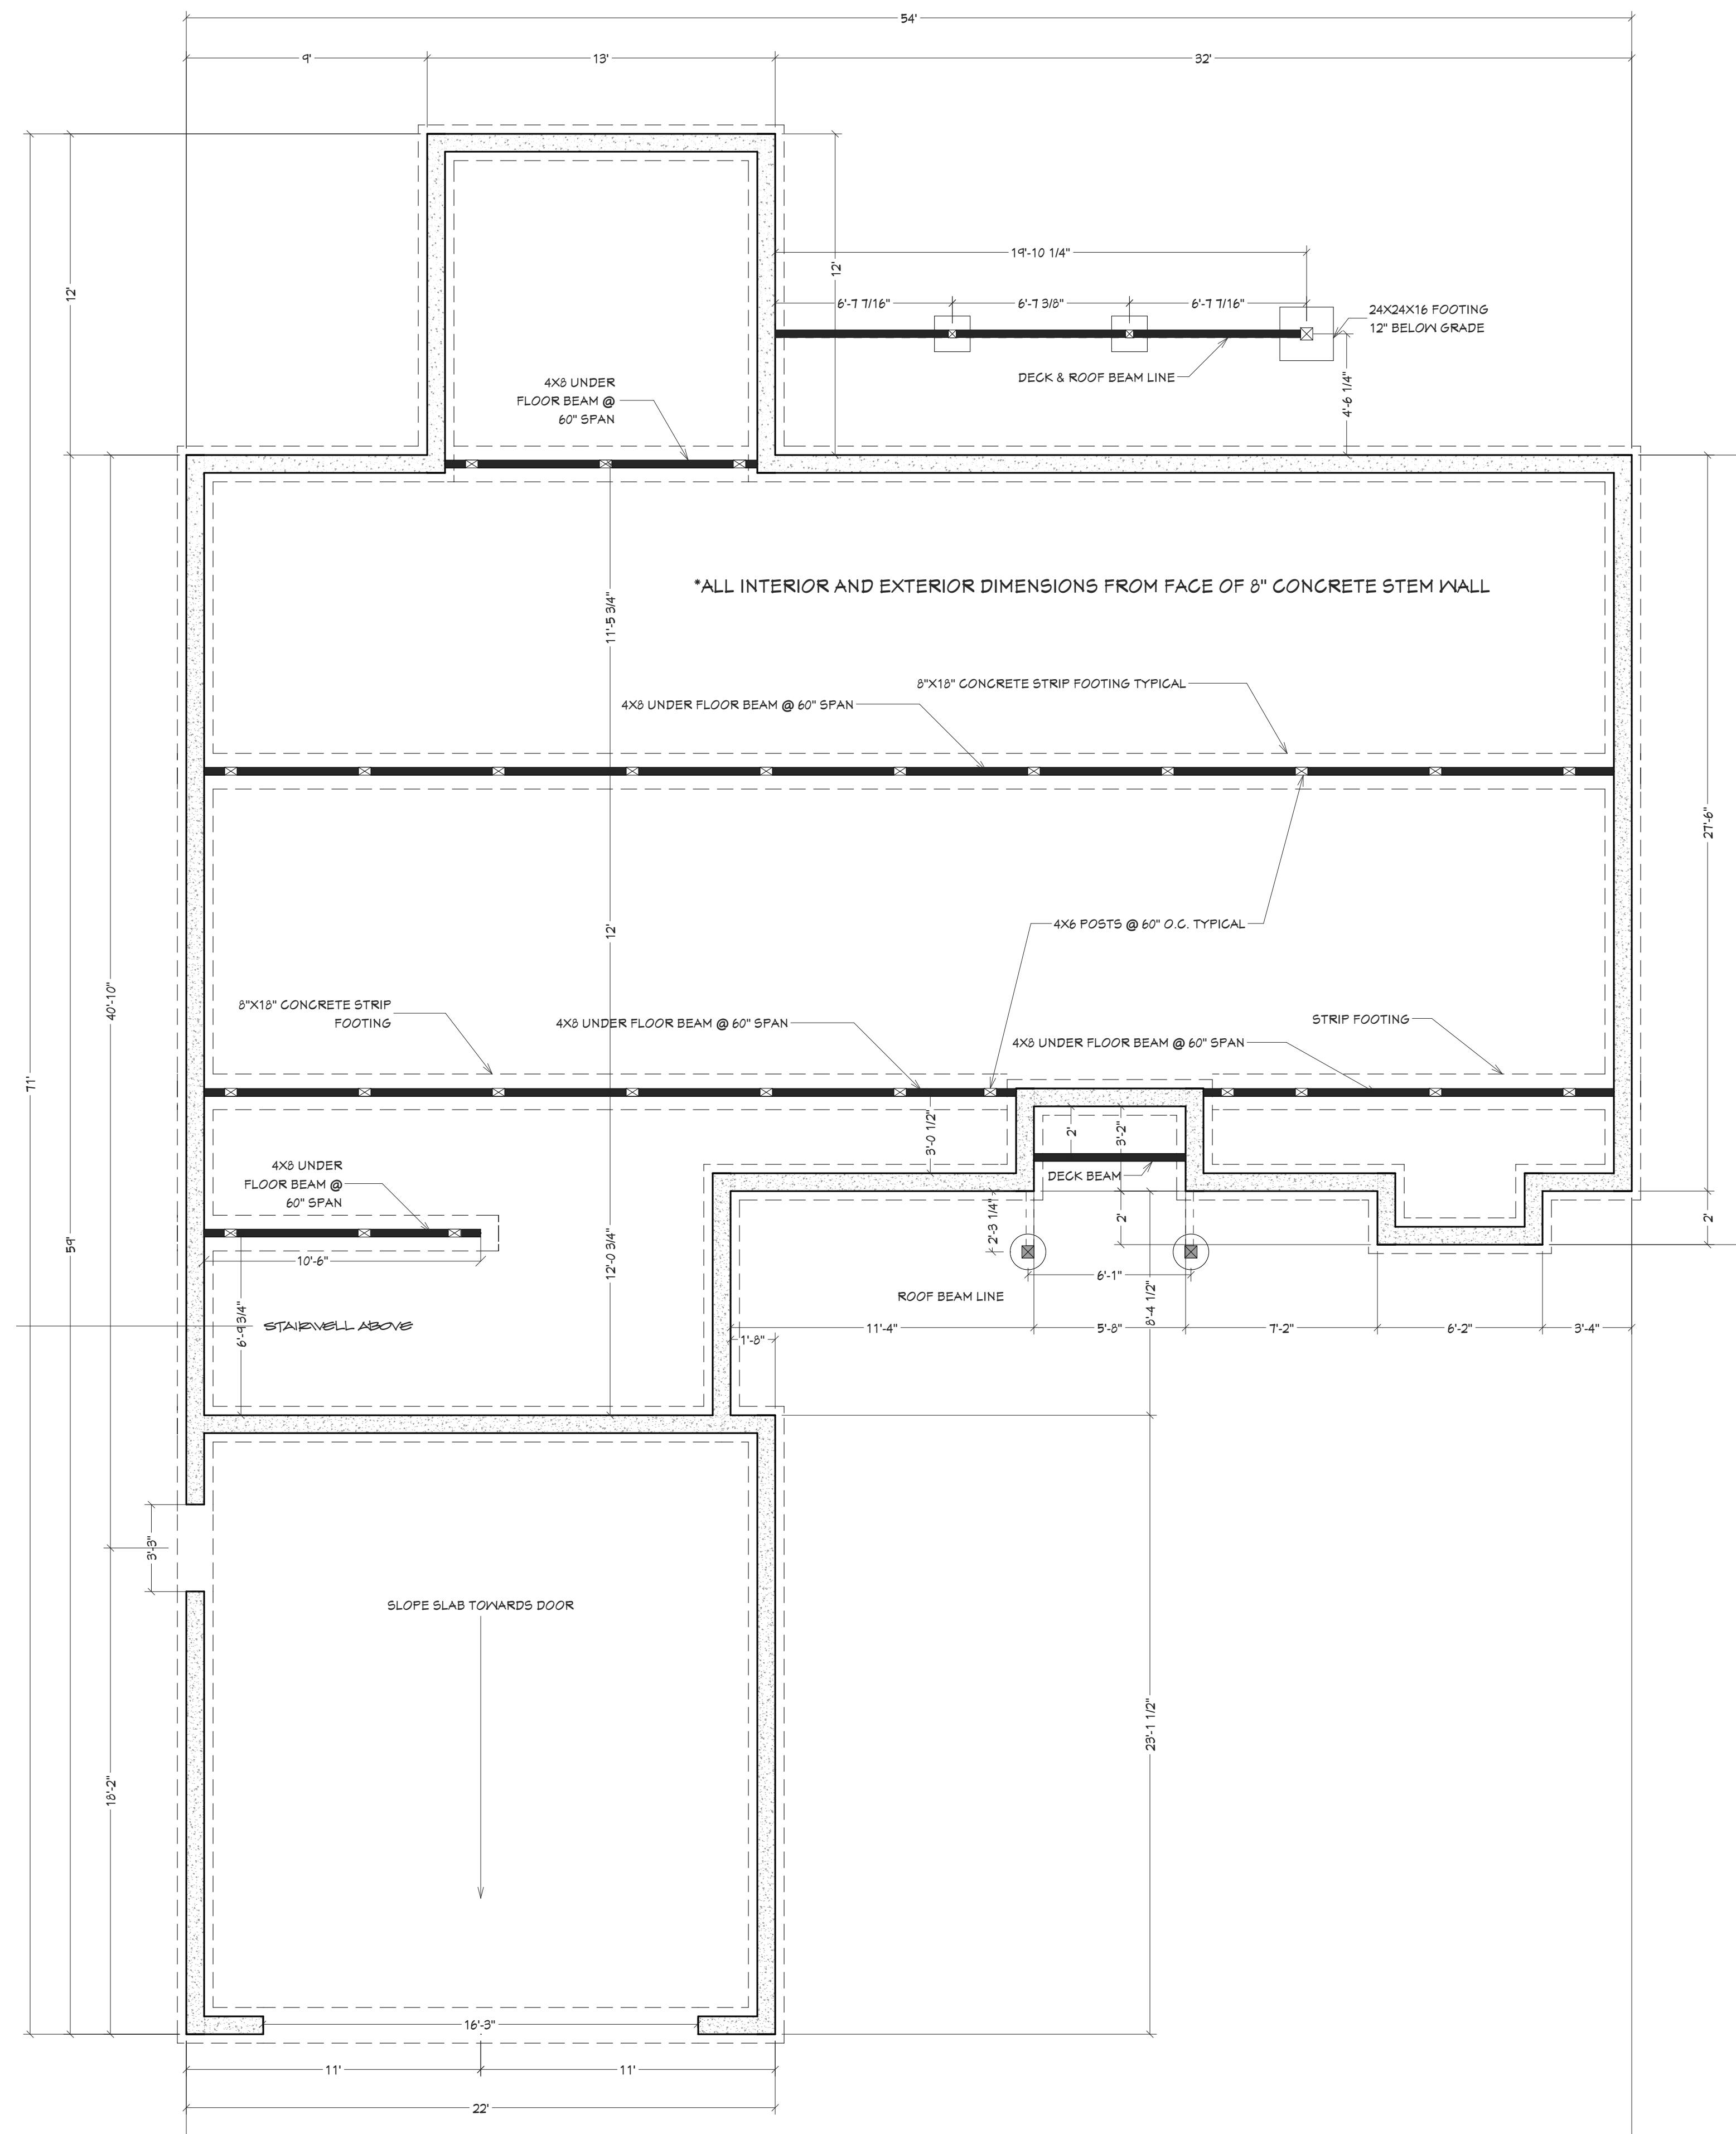 54'
9'
13'
32'
12'
12'
19'-10 1/4"
6'-7 7/16"
6'-7 3/8"
6'-7 7/16"
24X24X16 FOOTING
12" BELOW GRADE
DECK & ROOF BEAM LINE
4'-6 1/4"
4X8 UNDER
FLOOR BEAM @
60" SPAN
*ALL INTERIOR AND EXTERIOR DIMENSIONS FROM FACE OF 8" CONCRETE STEM WALL
11'-5 3/4"
8"X18" CONCRETE STRIP FOOTING TYPICAL
4X8 UNDER FLOOR BEAM @ 60" SPAN
27'-6"
12'
4X6 POSTS @ 60" O.C. TYPICAL
40'-10"
8"X18" CONCRETE STRIP
FOOTING
4X8 UNDER FLOOR BEAM @ 60" SPAN
STRIP FOOTING
4X8 UNDER FLOOR BEAM @ 60" SPAN
71'
3'-0 1/2"
2'
3'-2"
DECK BEAM
4X8 UNDER
FLOOR BEAM @
60" SPAN
2'-3 1/4"
2'
2'
59'
10'-6"
12'-0 3/4"
6'-1"
8'-4 1/2"
ROOF BEAM LINE
6'-9 3/4"
STAIRWELL ABOVE
1'-8"
11'-4"
5'-8"
7'-2"
6'-2"
3'-4"
3'-3"
SLOPE SLAB TOWARDS DOOR
23'-1 1/2"
18'-2"
16'-3"
11'
11'
22'